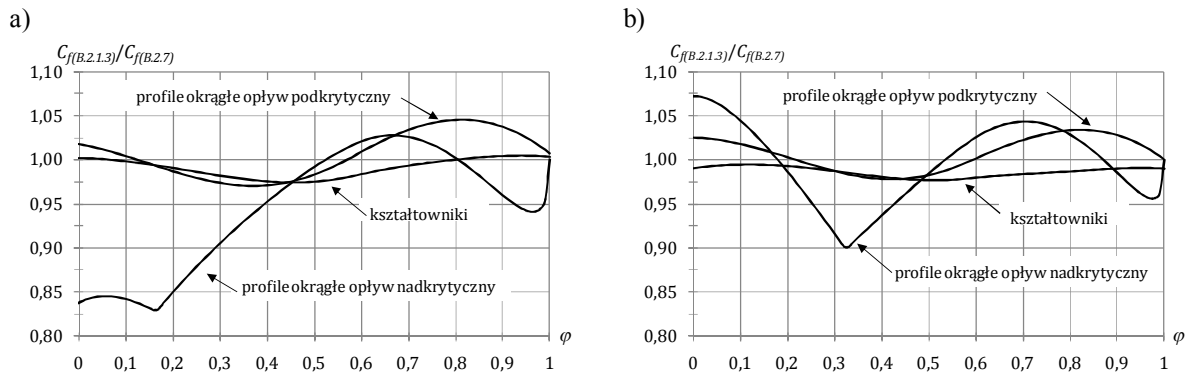 a)
C_f(B.2.1.3)/C_f(B.2.7)
1,10
1,05
1,00
0,95
0,90
0,85
0,80
profile okrągłe opływ podkrytyczny
kształtowniki
profile okrągłe opływ nadkrytyczny
0 0,1 0,2 0,3 0,4 0,5 0,6 0,7 0,8 0,9 1
φ
b)
C_f(B.2.1.3)/C_f(B.2.7)
1,10
1,05
1,00
0,95
0,90
0,85
0,80
profile okrągłe opływ podkrytyczny
kształtowniki
profile okrągłe opływ nadkrytyczny
0 0,1 0,2 0,3 0,4 0,5 0,6 0,7 0,8 0,9 1
φ